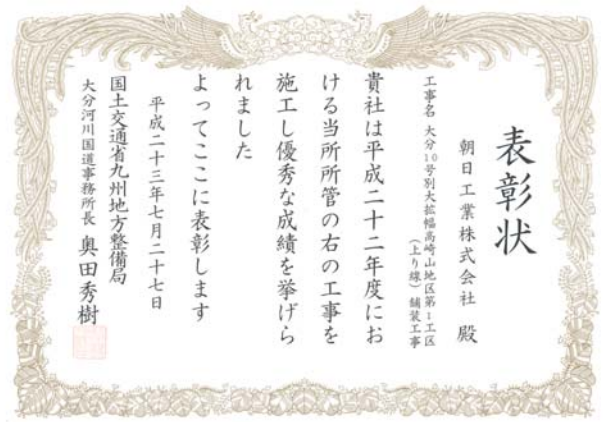 表彰状
朝日工業株式会社 殿
工事名 大分10号別大拡幅高崎山地区第1工区
(上り線)舗装工事
貴社は平成二十二年度にお
ける当所所管の右の工事を
施工し優秀な成績を挙げら
れました
よってここに表彰します
平成二十三年七月二十七日
国土交通省九州地方整備局
大分河川国道事務所長 奥田秀樹